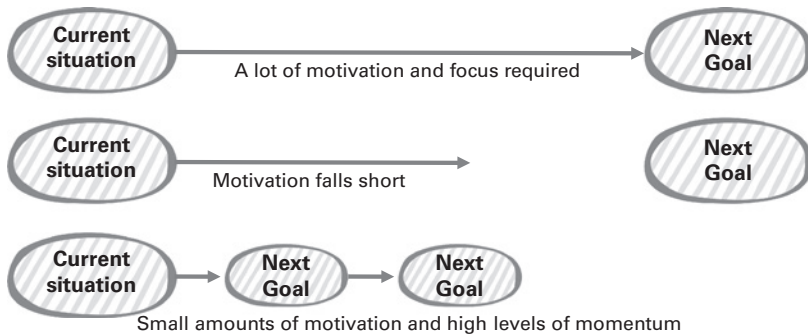 Current
situation
A lot of motivation and focus required
Next
Goal
Current
situation
Motivation falls short
Next
Goal
Current
situation
Next
Goal
Next
Goal
Small amounts of motivation and high levels of momentum